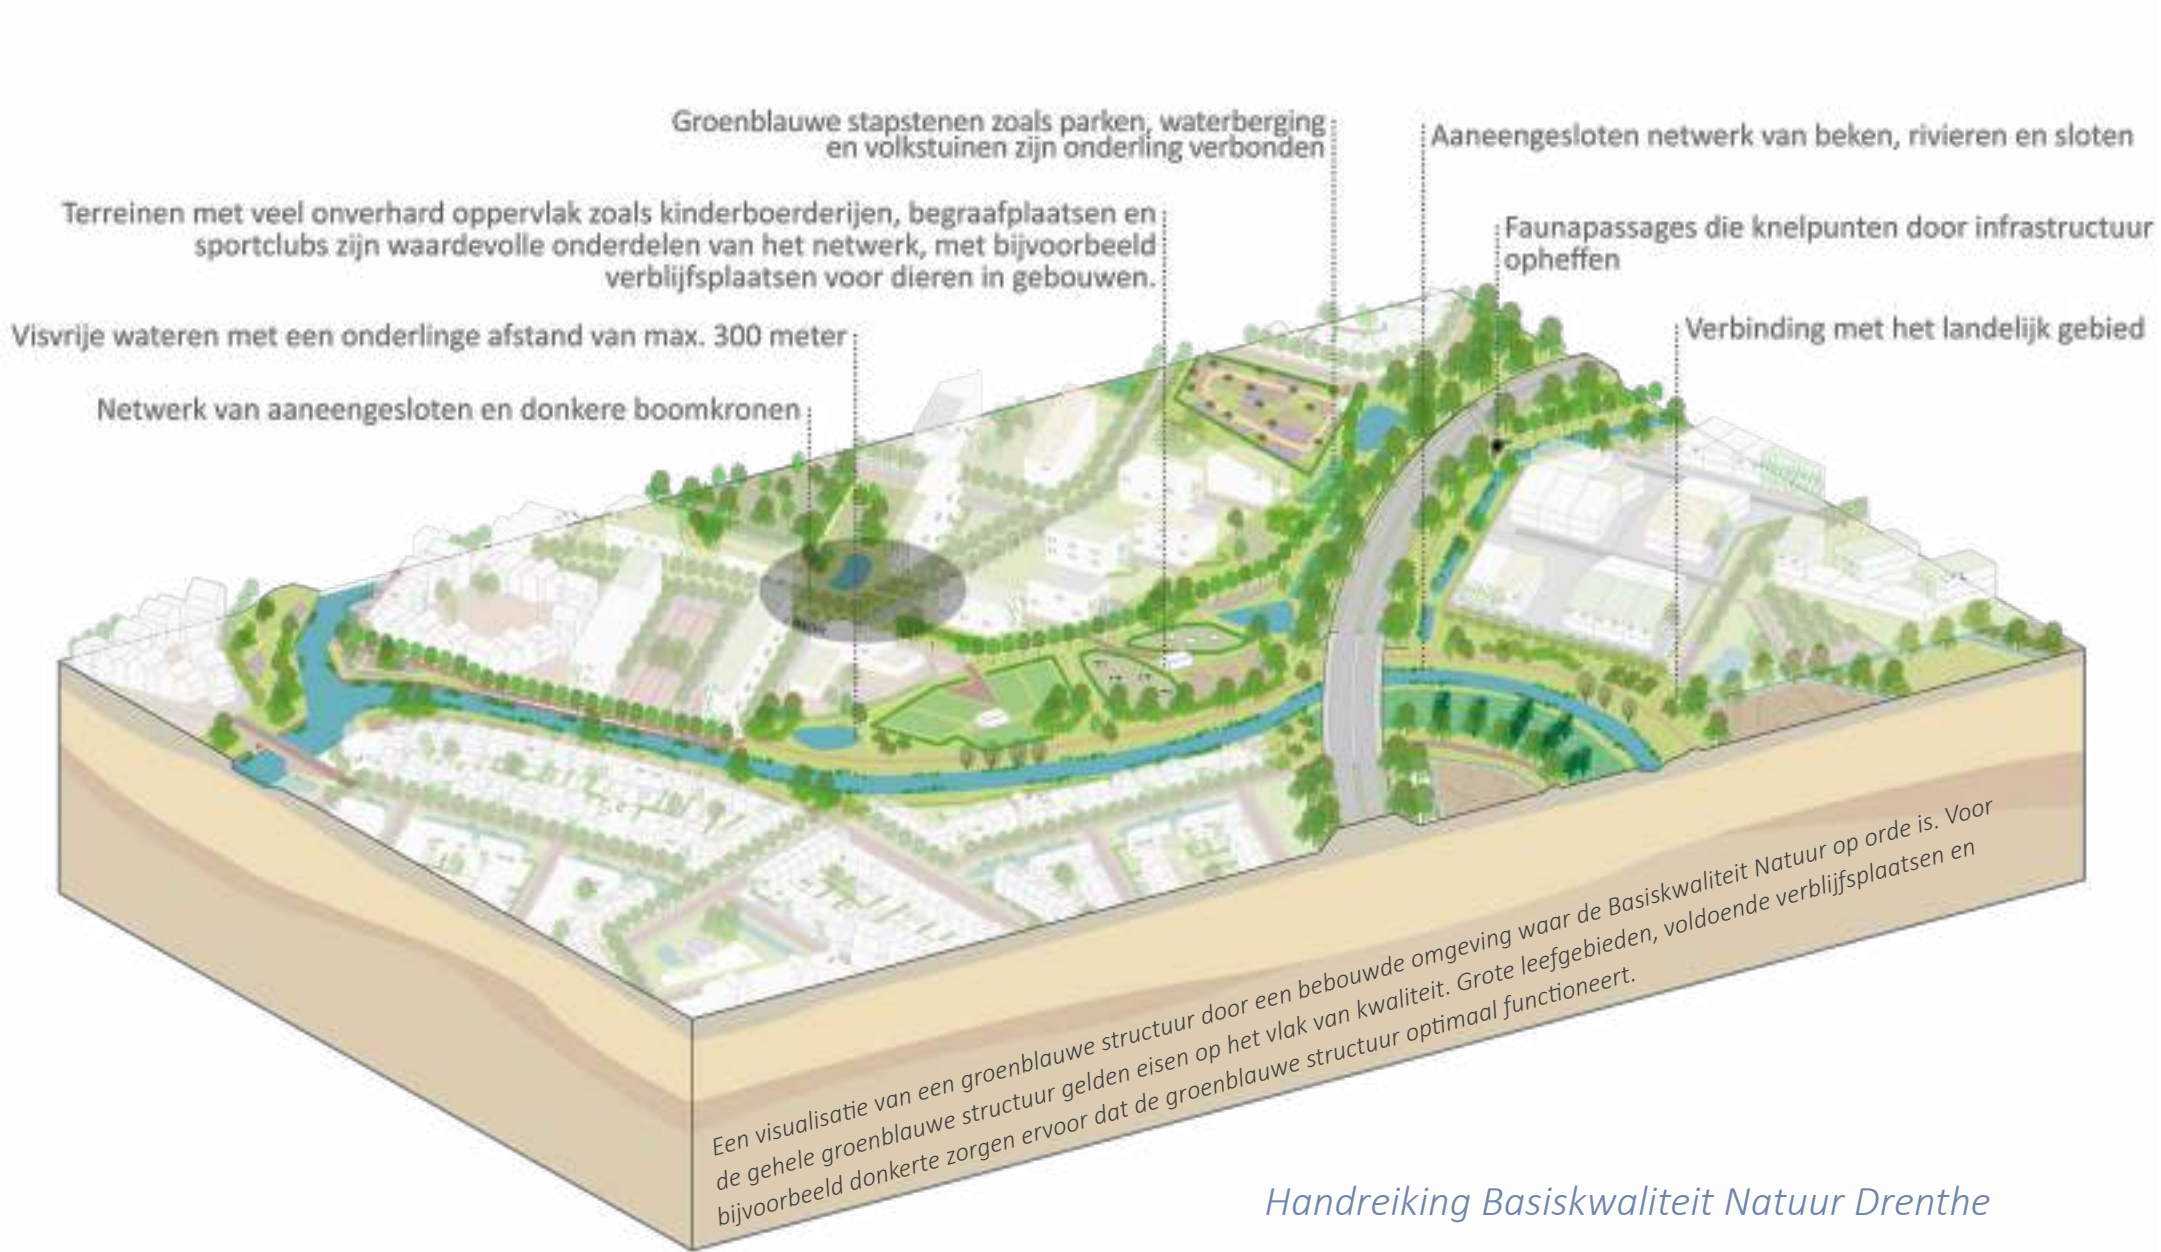 Groenblauwe stapstenen zoals parken, waterberging
en volkstuinen zijn onderling verbonden
Aaneengesloten netwerk van beken, rivieren en sloten
Terreinen met veel onverhard oppervlak zoals kinderboerderijen, begraafplaatsen en
sportclubs zijn waardevolle onderdelen van het netwerk, met bijvoorbeeld
verblijfsplaatsen voor dieren in gebouwen.
Faunapassages die knelpunten door infrastructuur
opheffen
Visvrije wateren met een onderlinge afstand van max. 300 meter
Verbinding met het landelijk gebied
Netwerk van aaneengesloten en donkere boomkronen
Een visualisatie van een groenblauwe structuur door een bebouwde omgeving waar de Basiskwaliteit Natuur op orde is. Voor
de gehele groenblauwe structuur gelden eisen op het vlak van kwaliteit. Grote leefgebieden, voldoende verblijfsplaatsen en
bijvoorbeeld donkerte zorgen ervoor dat de groenblauwe structuur optimaal functioneert.
Handreiking Basiskwaliteit Natuur Drenthe